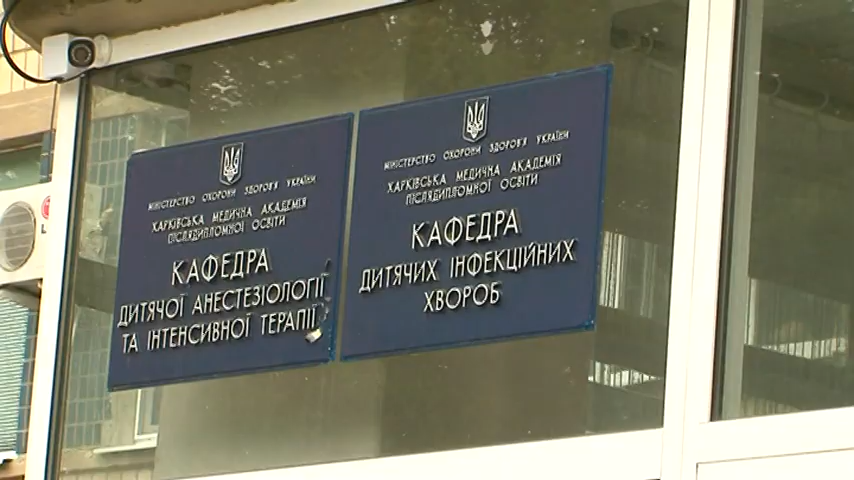 МІНІСТЕРСТВО ОХОРОНИ ЗДОРОВ'Я УКРАЇНИ
ХАРКІВСЬКА МЕДИЧНА АКАДЕМІЯ
ПІСЛЯДИПЛОМНОЇ ОСВІТИ
КАФЕДРА
ДИТЯЧОЇ АНЕСТЕЗІОЛОГІЇ
ТА ІНТЕНСИВНОЇ ТЕРАПІЇ
МІНІСТЕРСТВО ОХОРОНИ ЗДОРОВ'Я УКРАЇНИ
ХАРКІВСЬКА МЕДИЧНА АКАДЕМІЯ
ПІСЛЯДИПЛОМНОЇ ОСВІТИ
КАФЕДРА
ДИТЯЧИХ ІНФЕКЦІЙНИХ
ХВОРОБ